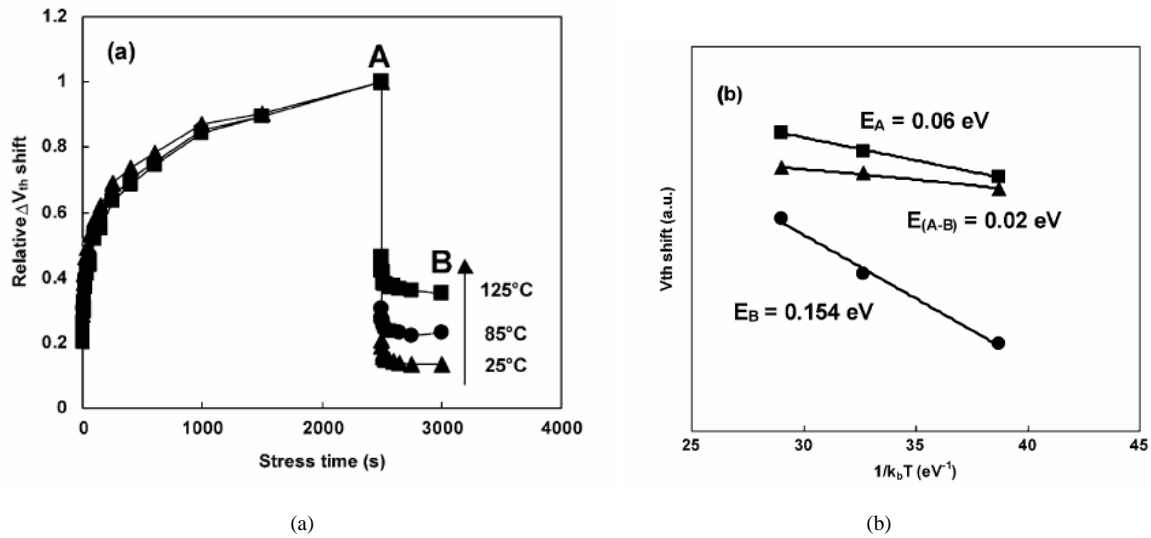 1.2
1
0.8
0.6
0.4
0.2
0
(a)
A
B
125°C
85°C
25°C
Relative ΔVth shift
0 1000 2000 3000 4000
Stress time (s)
(a)
(b)
EA = 0.06 eV
E(A-B) = 0.02 eV
EB = 0.154 eV
Vth shift (a.u.)
25 30 35 40 45
1/kbT (eV-1)
(b)